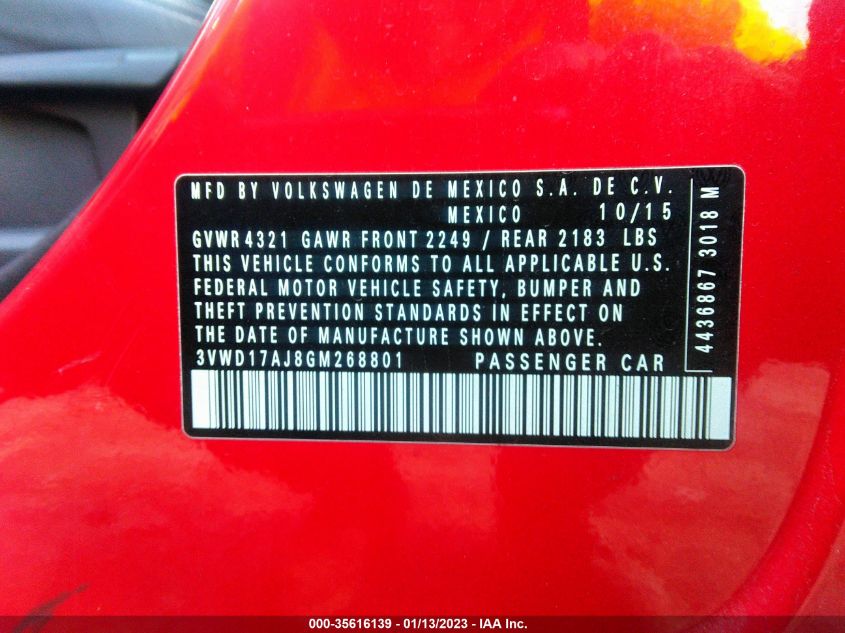 MFD BY VOLKSWAGEN DE MEXICO S.A. DE C.V.
MEXICO 10/15
GVWR 4321 GAWR FRONT 2249 / REAR 2183 LBS
THIS VEHICLE CONFORMS TO ALL APPLICABLE U.S.
FEDERAL MOTOR VEHICLE SAFETY, BUMPER AND
THEFT PREVENTION STANDARDS IN EFFECT ON
THE DATE OF MANUFACTURE SHOWN ABOVE.
3VWD17AJ8GM268801 PASSENGER CAR
4436867 3018 M
000-35616139 - 01/13/2023 - IAA Inc.